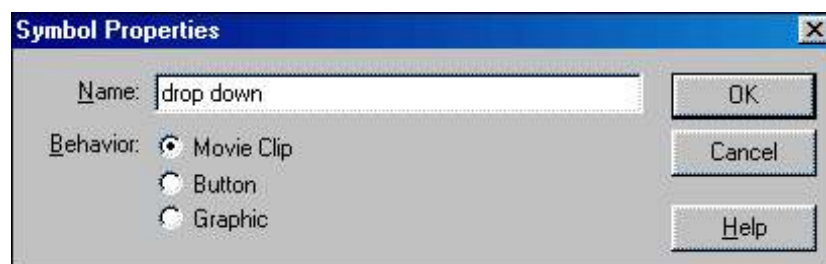 Symbol Properties
Name: drop down OK
Behavior: Movie Clip Cancel
Button
Graphic Help